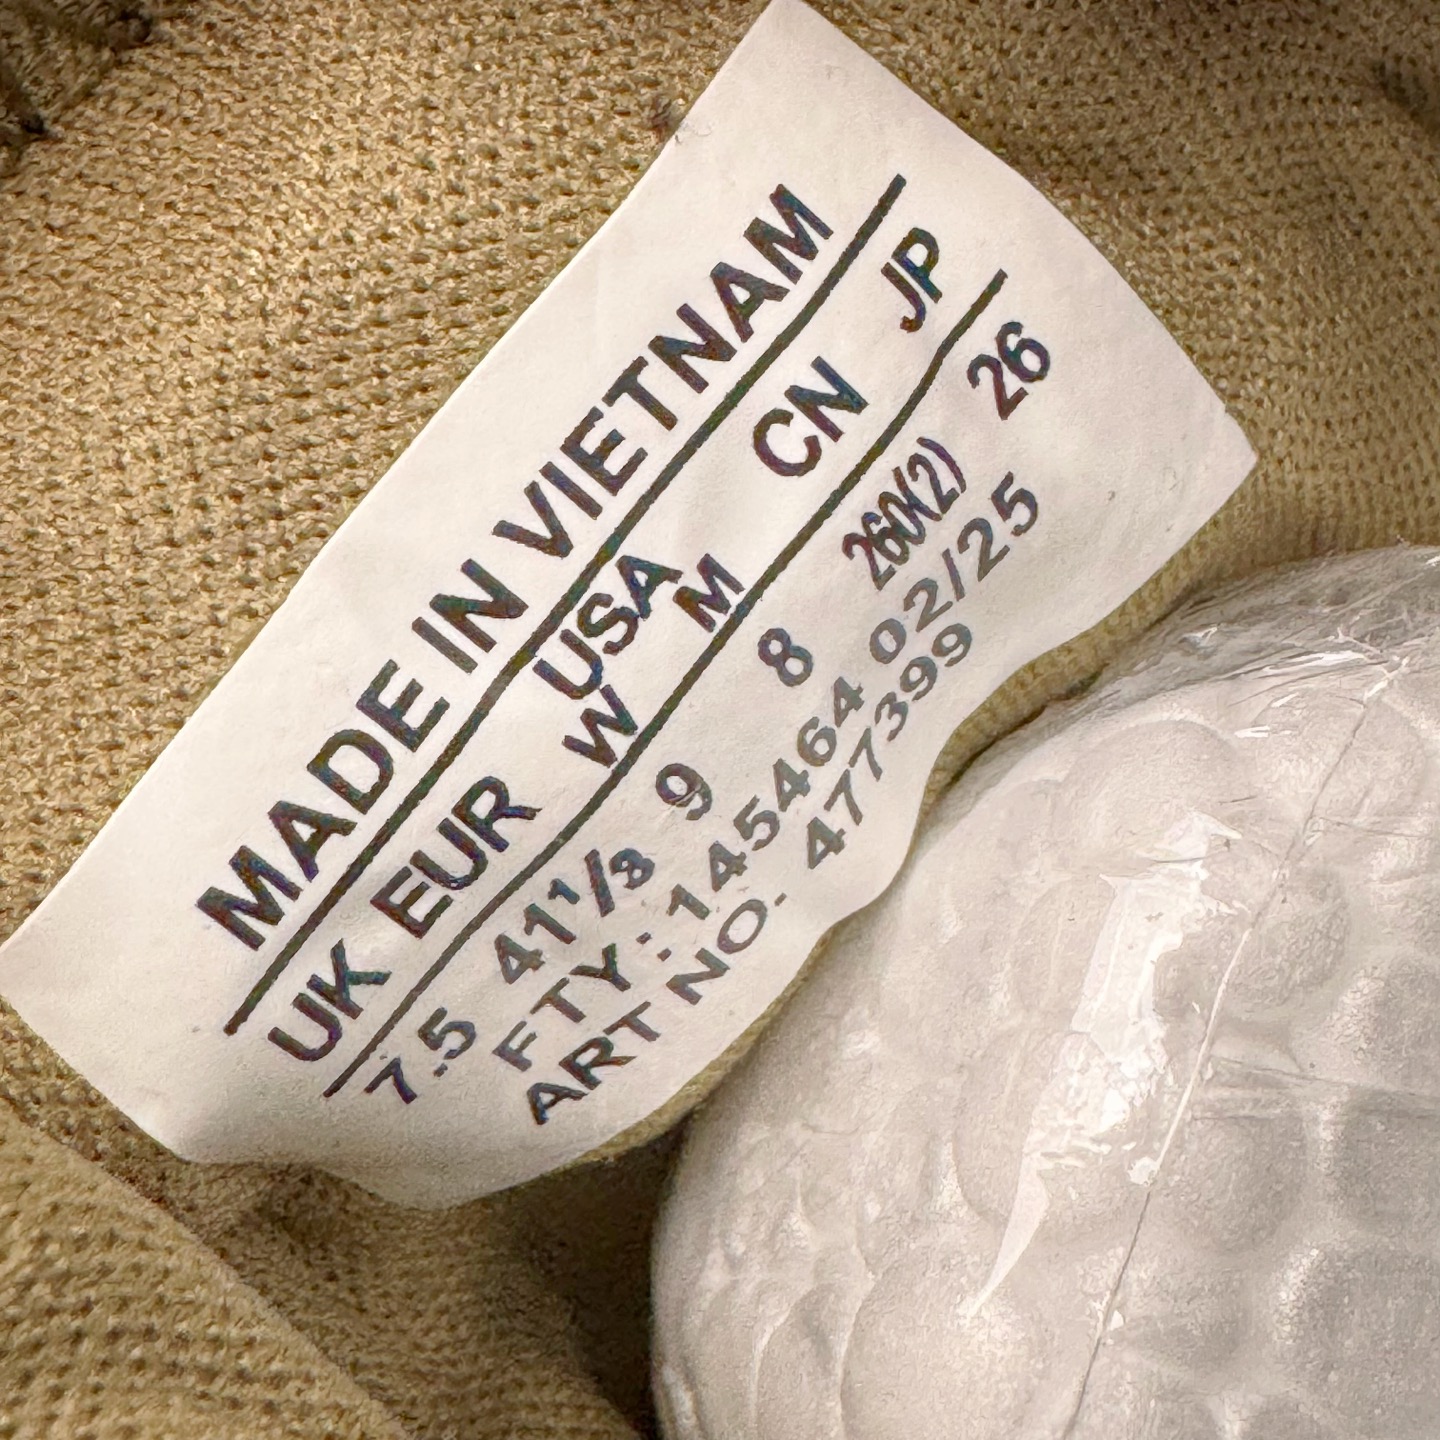 MADE IN VIETNAM
UK EUR USA CN JP
W M
7.5 41 1/3 9 8 260(2) 26
FTY: 145464 02/25
ART NO. 477399